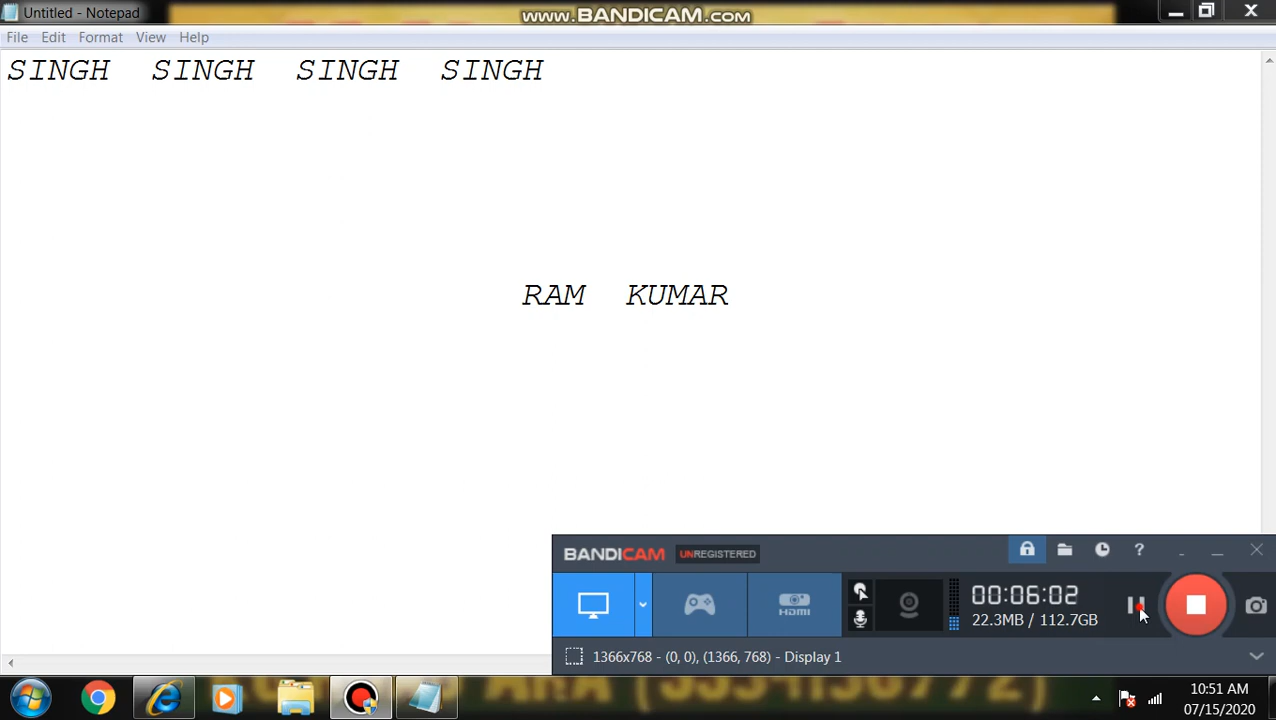 Untitled - Notepad
www.BANDICAM.com
File Edit Format View Help
SINGH SINGH SINGH SINGH
RAM KUMAR
BANDICAM UNREGISTERED
?
HDMI
00:06:02
22.3MB / 112.7GB
1366x768 - (0, 0), (1366, 768) - Display 1
10:51 AM
07/15/2020